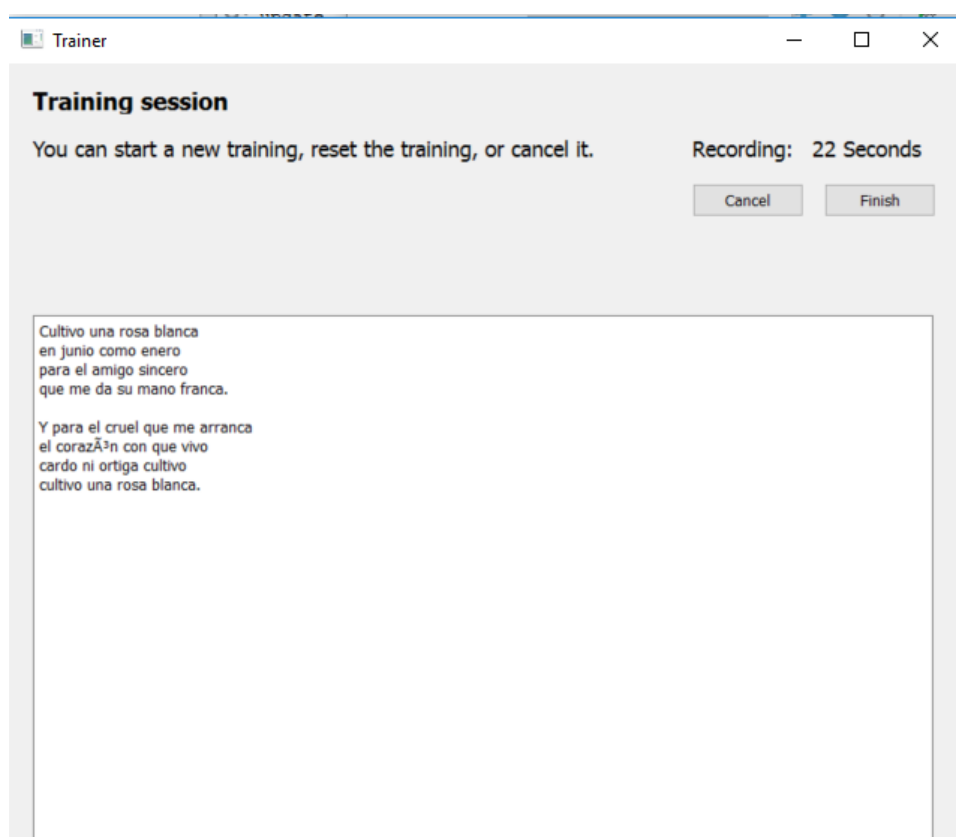 Trainer
Training session
You can start a new training, reset the training, or cancel it.
Recording: 22 Seconds
Cancel
Finish
Cultivo una rosa blanca
en junio como enero
para el amigo sincero
que me da su mano franca.
Y para el cruel que me arranca
el corazÃ³n con que vivo
cardo ni ortiga cultivo
cultivo una rosa blanca.